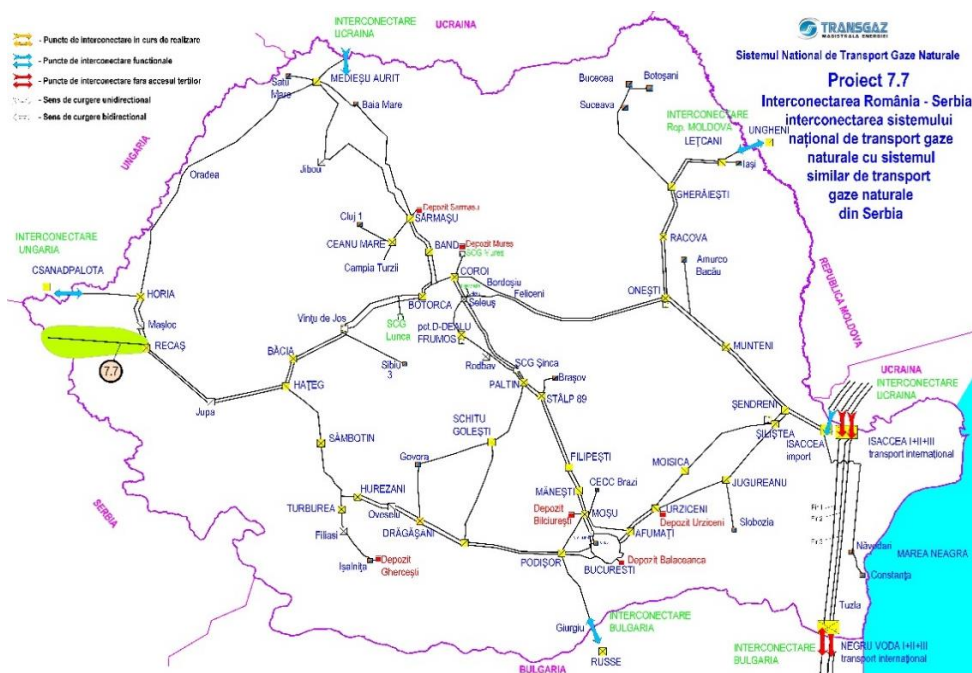 INTERCONECTARE
UCRAINA
UCRAINA
TRANSGAZ
MAGISTRALA ENERGIEI
Sistemul National de Transport Gaze Naturale
Proiect 7.7
Interconectarea România - Serbia
interconectarea sistemului
național de transport gaze
naturale cu sistemul
similar de transport
gaze naturale
din Serbia
- Puncte de interconectare in curs de realizare
- Puncte de interconectare functionale
- Puncte de interconectare fara accesul tertilor
- Sens de curgere unidirectional
- Sens de curgere bidirectional
MEDIEȘU AURIT
Satu
Mare
Baia Mare
Bucecea
Botoșani
Suceava
INTERCONECTARE
Rep. MOLDOVA
UNGHENI
LEȚCANI
Iași
UNGARIA
Oradea
Jibou
GHERĂIEȘTI
Depozit Sarmasu
SĂRMAȘU
Cluj 1
CEANU MARE
Campia Turzii
BAND
Depozit Mures
SCG Mures
RACOVA
INTERCONECTARE
UNGARIA
CSANADPALOTA
HORIA
COROI
Bordoșiu
Feliceni
Seleuș
Amurco
Bacău
ONEȘTI
REPUBLICA MOLDOVA
BOTORCA
Mașloc
RECAȘ
7.7
Vințu de Jos
SCG
Lunca
pot.D-DEALU
FRUMOS
BĂCIA
Sibiu
3
SCG Șinca
MUNTENI
HAȚEG
PALTIN
Brașov
STÂLP 89
Jupa
UCRAINA
INTERCONECTARE
UCRAINA
ȘENDRENI
SCHITU
GOLEȘTI
SÂMBOTIN
ȘILIȘTEA
ISACCEA
import
ISACCEA I+II+III
transport international
Govora
FILIPEȘTI
MOISICA
CECC Brazi
JUGUREANU
HUREZANI
MÂNEȘTI
SERBIA
TURBUREA
DRĂGĂȘANI
Depozit
Bilciurești
MOȘU
URZICENI
Depozit Urziceni
Slobozia
Filiasi
AFUMAȚI
Ișalnița
Depozit
Ghercești
PODIȘOR
BUCUREȘTI
Depozit Balaceanca
Năvodari
MAREA NEAGRA
Constanța
Tuzla
Giurgiu
INTERCONECTARE
BULGARIA
RUSSE
BULGARIA
INTERCONECTARE
BULGARIA
NEGRU VODA I+II+III
transport international